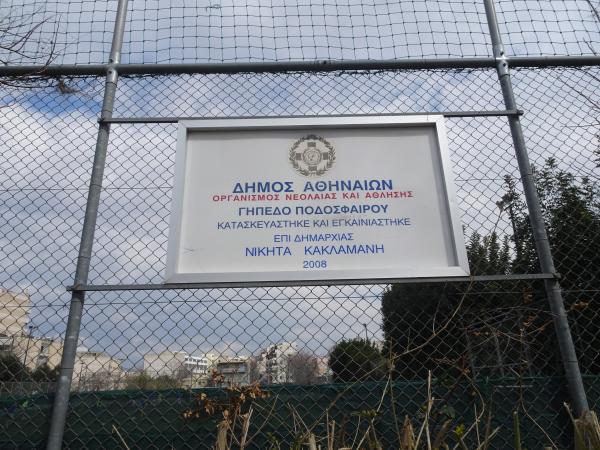 ΔΗΜΟΣ ΑΘΗΝΑΙΩΝ
ΟΡΓΑΝΙΣΜΟΣ ΝΕΟΛΑΙΑΣ ΚΑΙ ΑΘΛΗΣΗΣ
ΓΗΠΕΔΟ ΠΟΔΟΣΦΑΙΡΟΥ
ΚΑΤΑΣΚΕΥΑΣΤΗΚΕ ΚΑΙ ΕΓΚΑΙΝΙΑΣΤΗΚΕ
ΕΠΙ ΔΗΜΑΡΧΙΑΣ
ΝΙΚΗΤΑ ΚΑΚΛΑΜΑΝΗ
2008